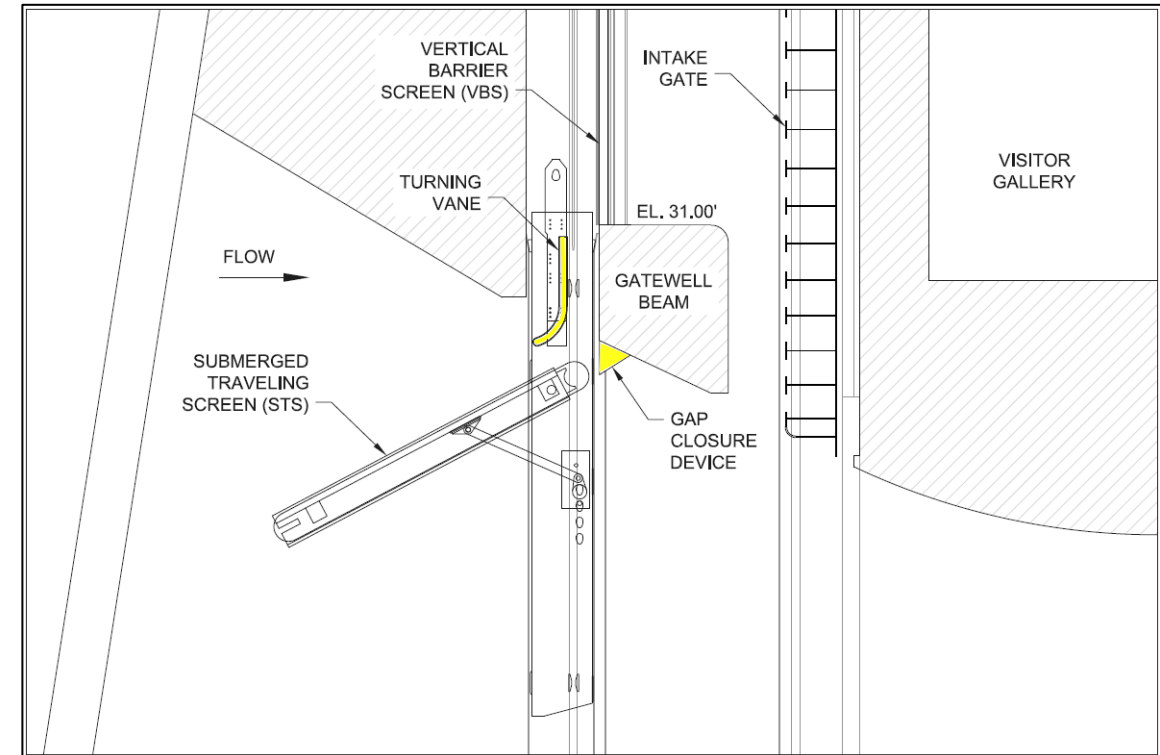 VERTICAL
BARRIER
SCREEN (VBS)
INTAKE
GATE
VISITOR
GALLERY
TURNING
VANE
EL. 31.00'
FLOW
GATEWELL
BEAM
SUBMERGED
TRAVELING
SCREEN (STS)
GAP
CLOSURE
DEVICE